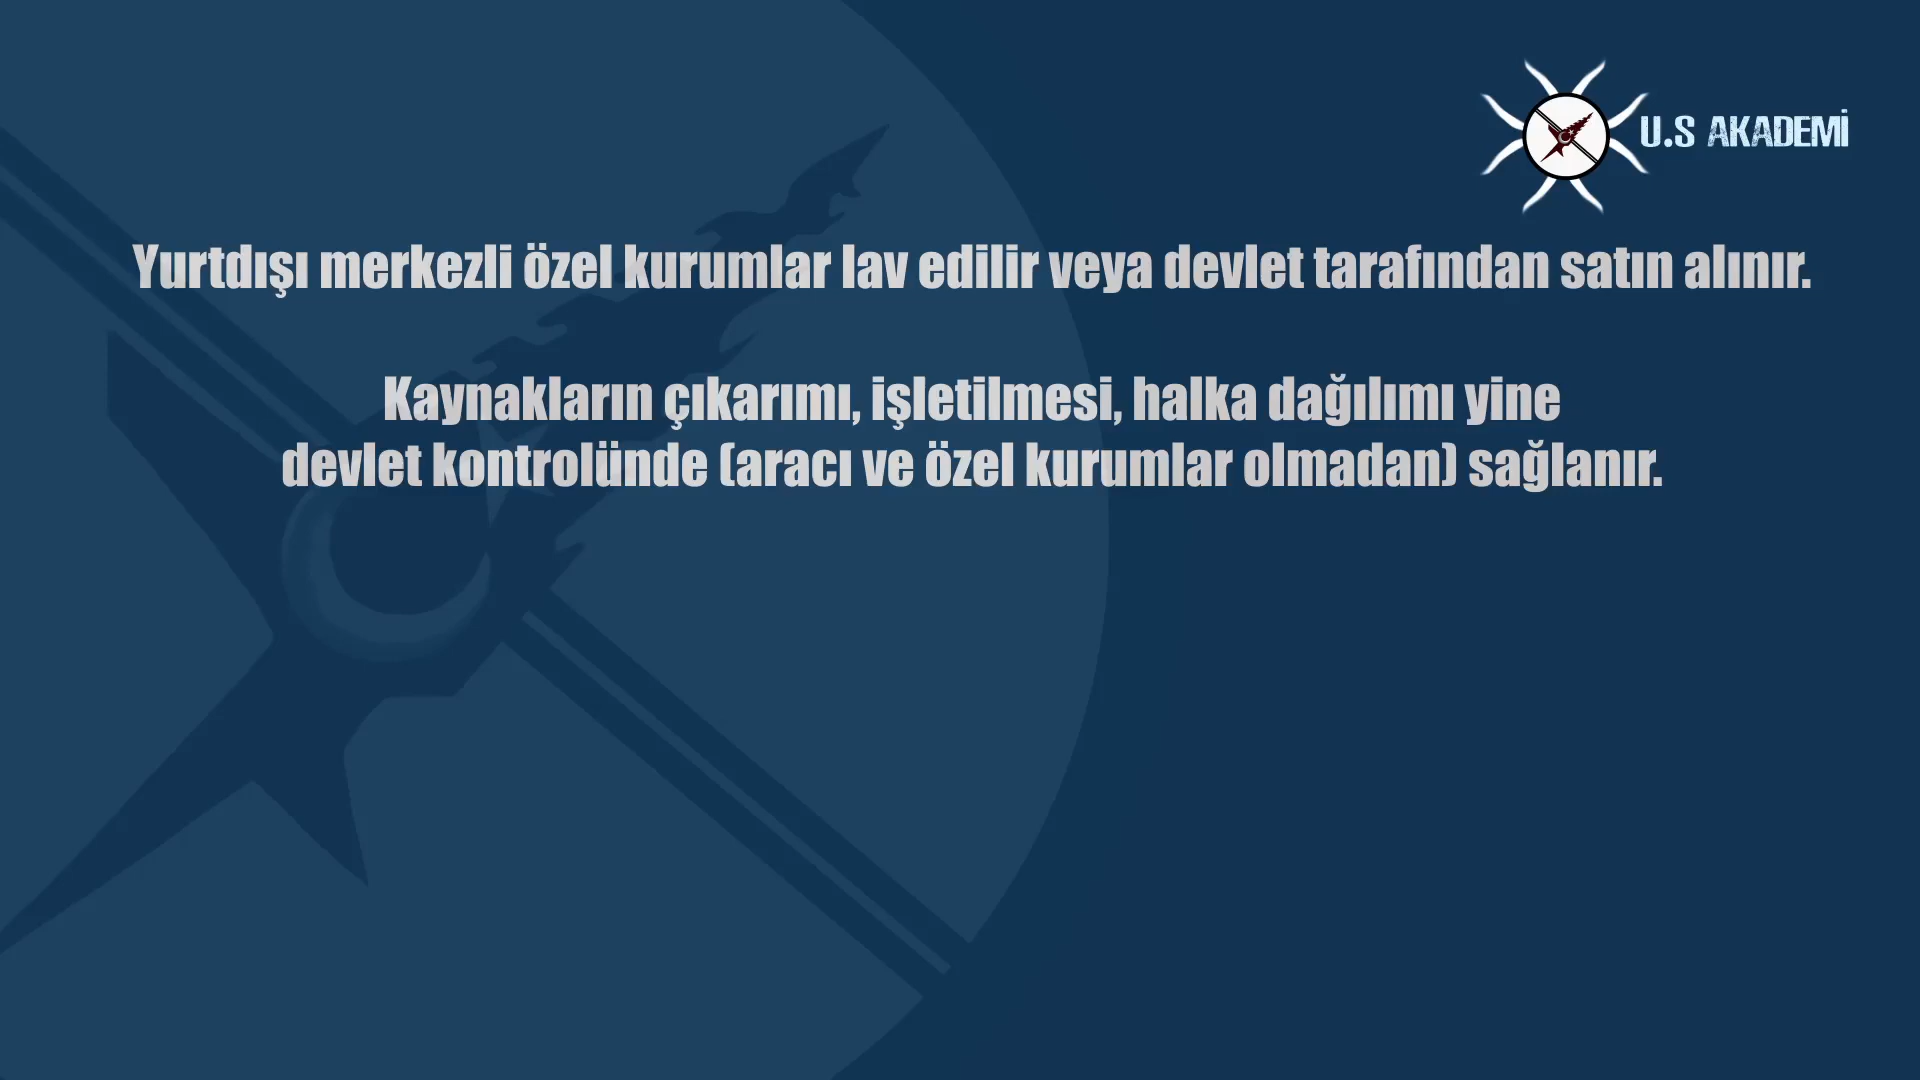 U.S AKADEMİ
Yurtdışı merkezli özel kurumlar lav edilir veya devlet tarafından satın alınır.
Kaynakların çıkarımı, işletilmesi, halka dağılımı yine
devlet kontrolünde (aracı ve özel kurumlar olmadan) sağlanır.